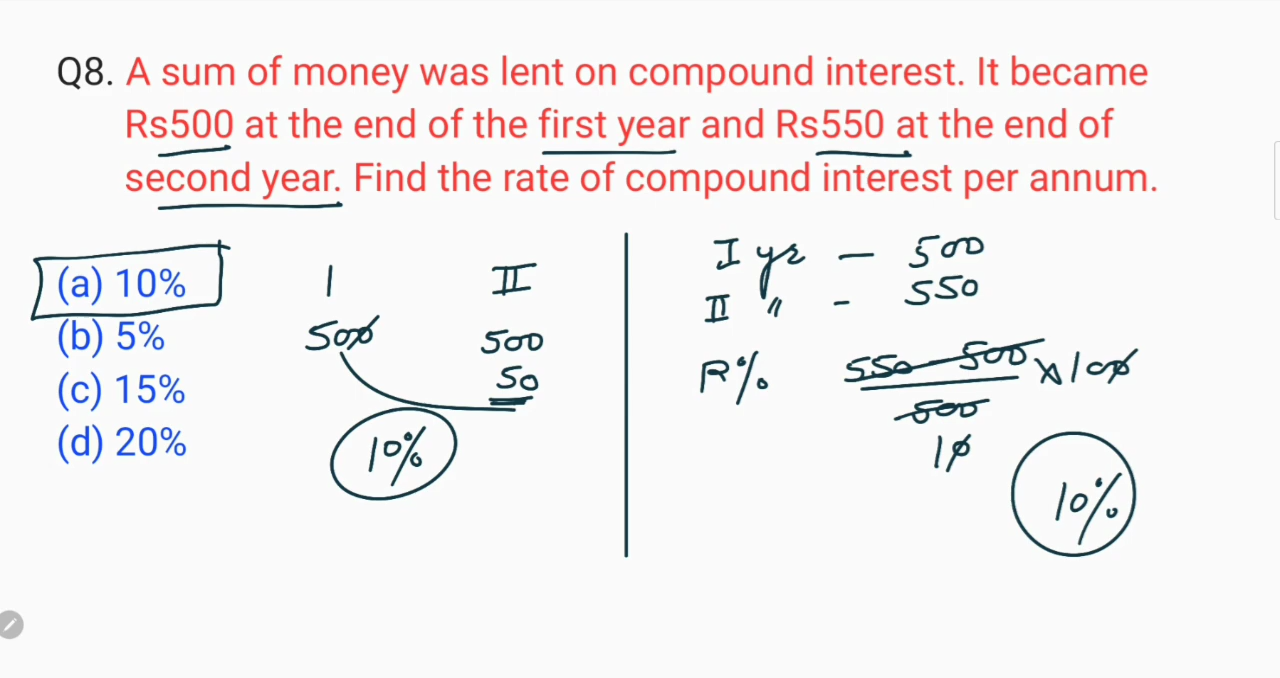 Q8. A sum of money was lent on compound interest. It became
Rs500 at the end of the first year and Rs550 at the end of
second year. Find the rate of compound interest per annum.
(a) 10%
(b) 5%
(c) 15%
(d) 20%
I II
500 500
50
10%
I yr - 500
II " - 550
R% 550 - 500 x 100
500
10
10%